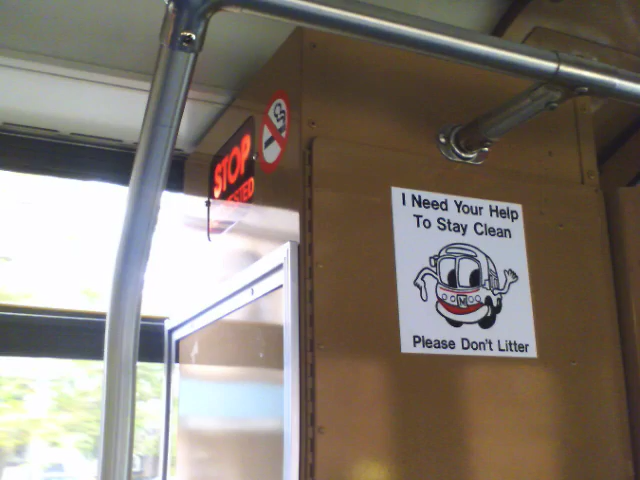 STOP
I Need Your Help
To Stay Clean
M
Please Don't Litter